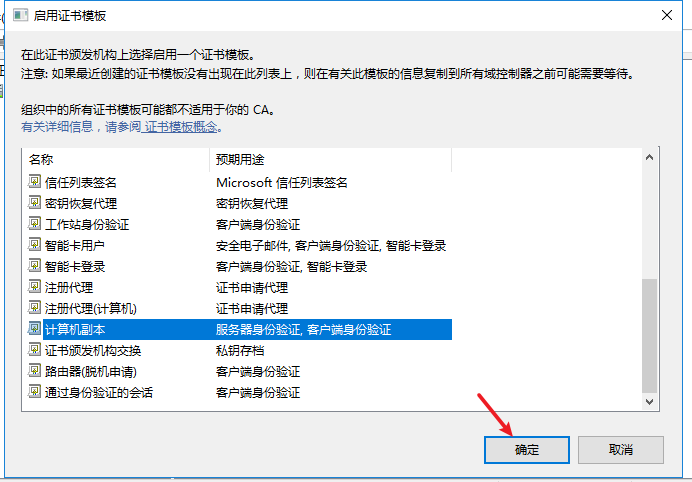 启用证书模板
在此证书颁发机构上选择启用一个证书模板。
注意: 如果最近创建的证书模板没有出现在此列表上，则在有关此模板的信息复制到所有域控制器之前可能需要等待。
组织中的所有证书模板可能都不适用于你的 CA。
有关详细信息，请参阅 证书模板概念。
名称 预期用途
信任列表签名 Microsoft 信任列表签名
密钥恢复代理 密钥恢复代理
工作站身份验证 客户端身份验证
智能卡用户 安全电子邮件, 客户端身份验证, 智能卡登录
智能卡登录 客户端身份验证, 智能卡登录
注册代理 证书申请代理
注册代理(计算机) 证书申请代理
计算机副本 服务器身份验证, 客户端身份验证
证书颁发机构交换 私钥存档
路由器(脱机申请) 客户端身份验证
通过身份验证的会话 客户端身份验证
确定 取消